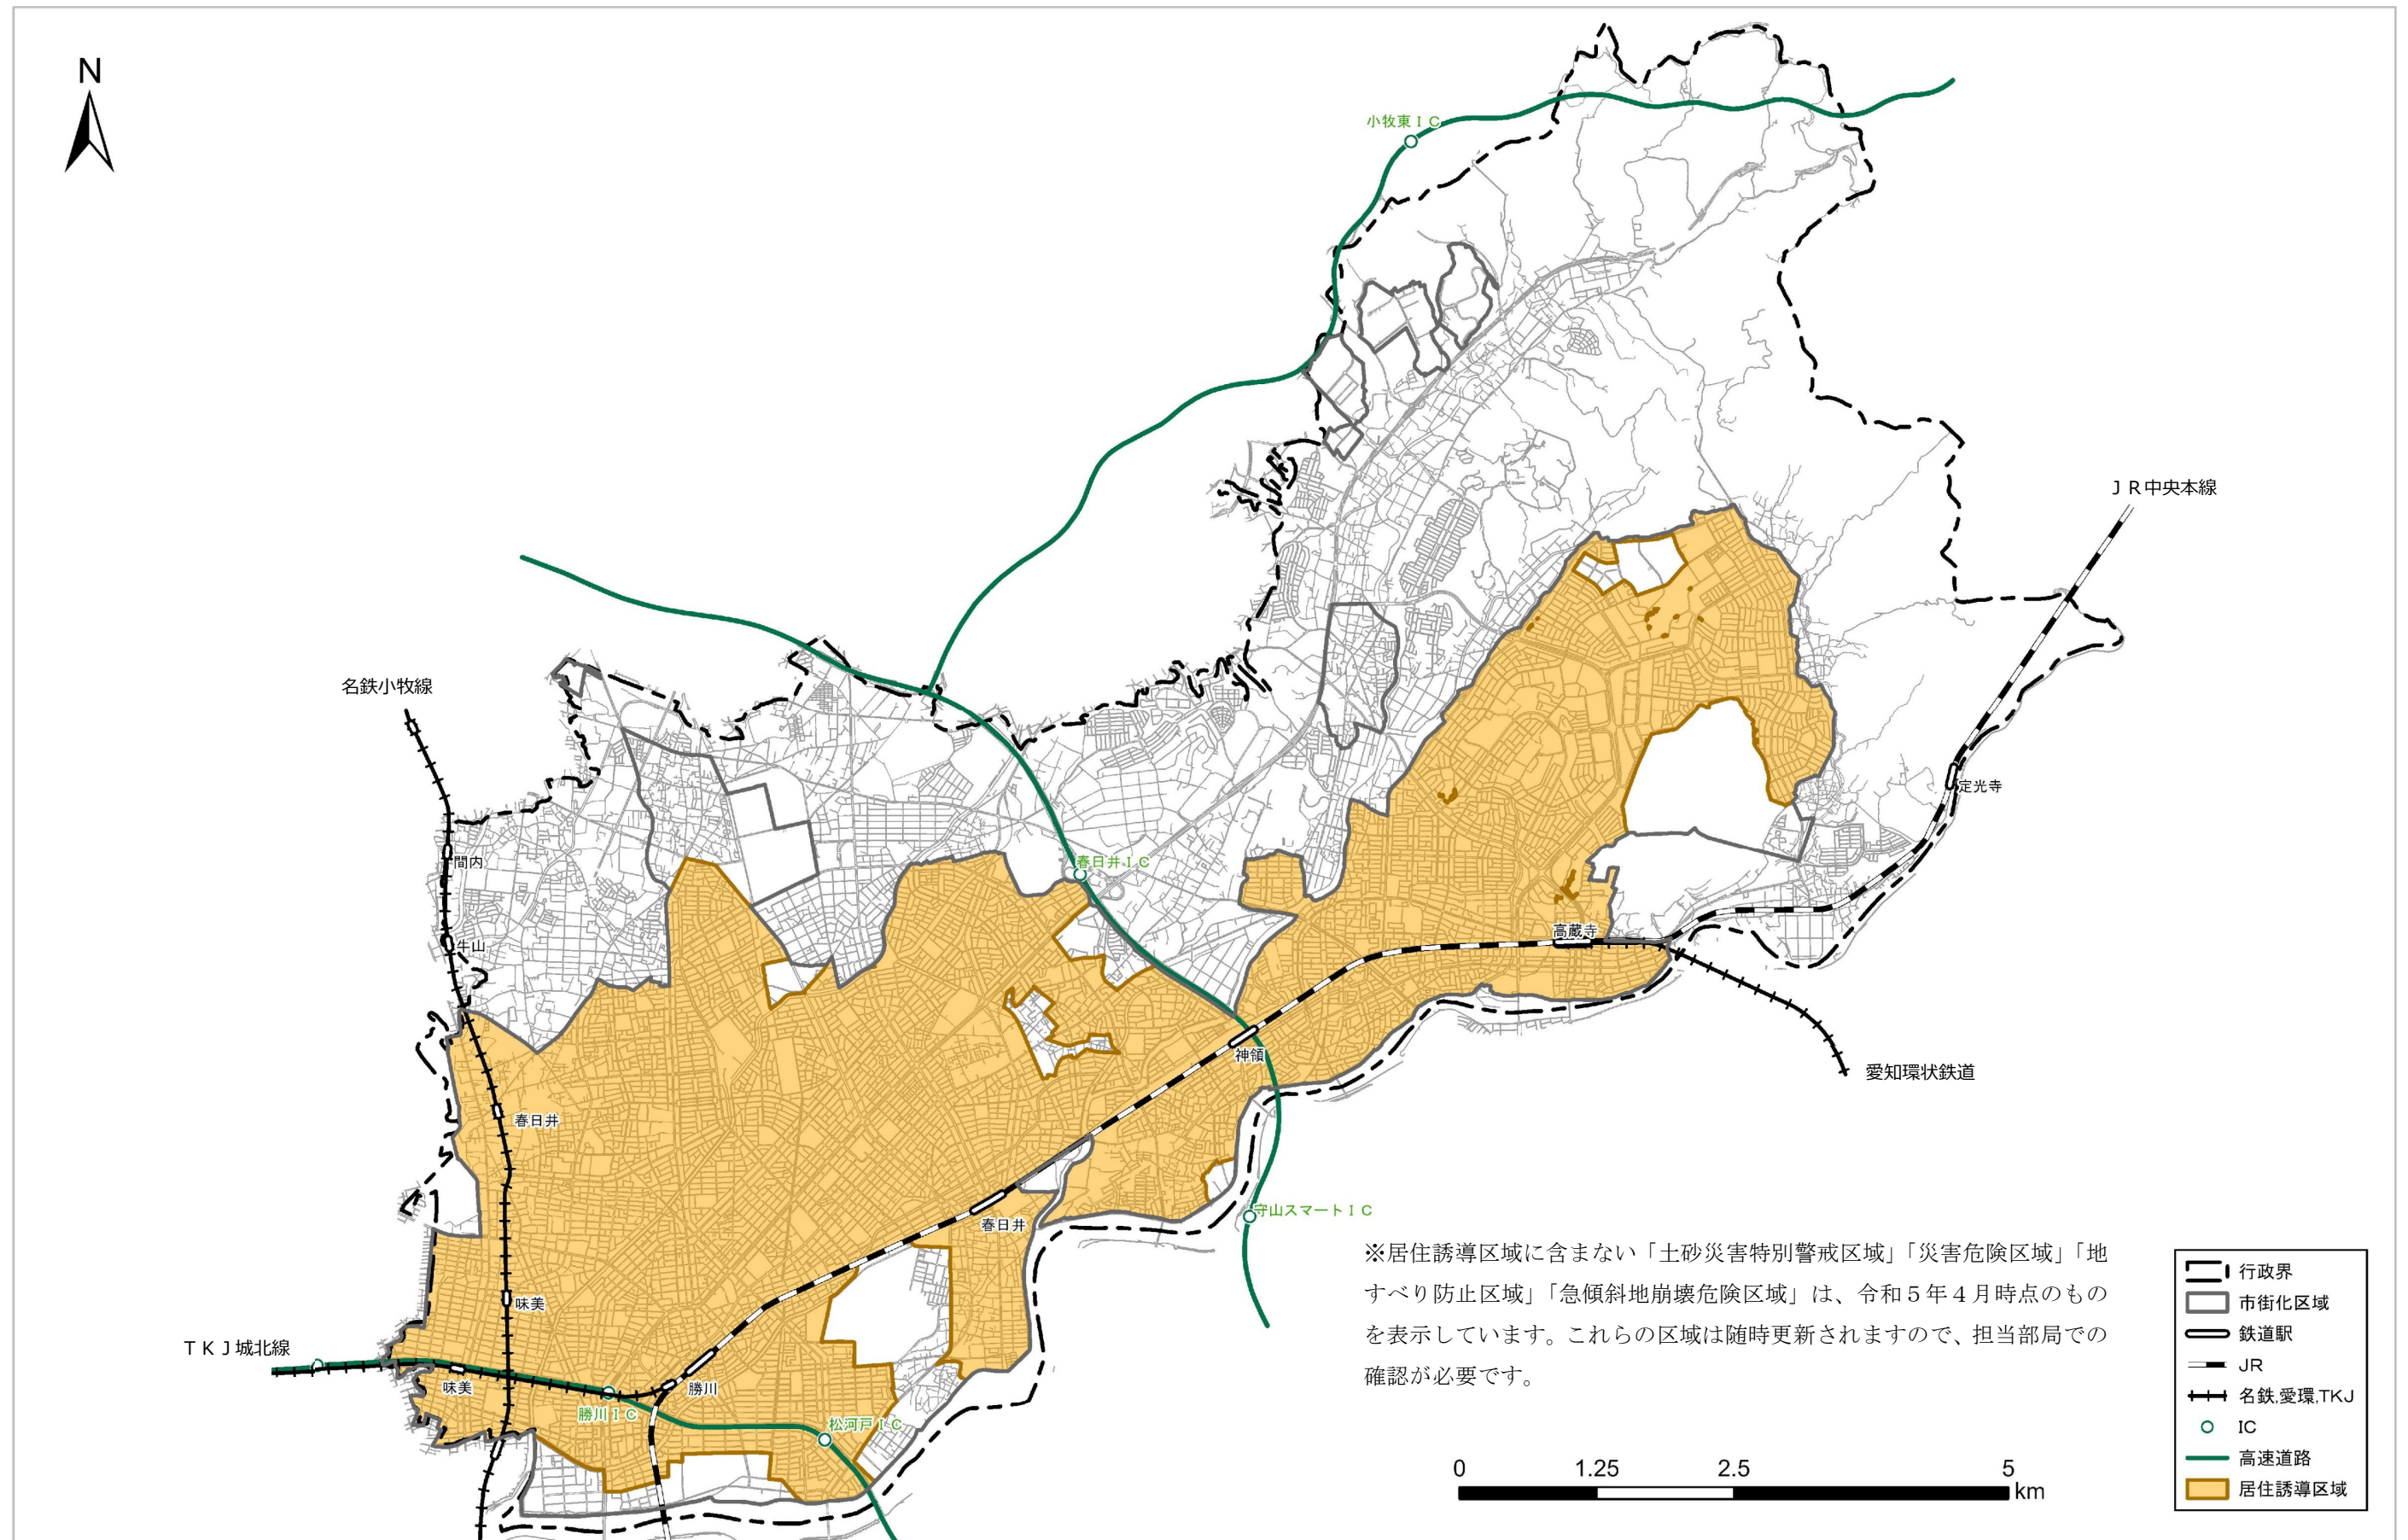 N
小牧東ＩＣ
ＪＲ中央本線
名鉄小牧線
定光寺
間内
春日井ＩＣ
高蔵寺
牛山
神領
愛知環状鉄道
春日井
守山スマートＩＣ
春日井
味美
ＴＫＪ城北線
味美
勝川
勝川ＩＣ
松河戸ＩＣ
※居住誘導区域に含まない「土砂災害特別警戒区域」「災害危険区域」「地
すべり防止区域」「急傾斜地崩壊危険区域」は、令和５年４月時点のもの
を表示しています。これらの区域は随時更新されますので、担当部局での
確認が必要です。
0 1.25 2.5 5
km
行政界
市街化区域
鉄道駅
JR
名鉄,愛環,TKJ
IC
高速道路
居住誘導区域